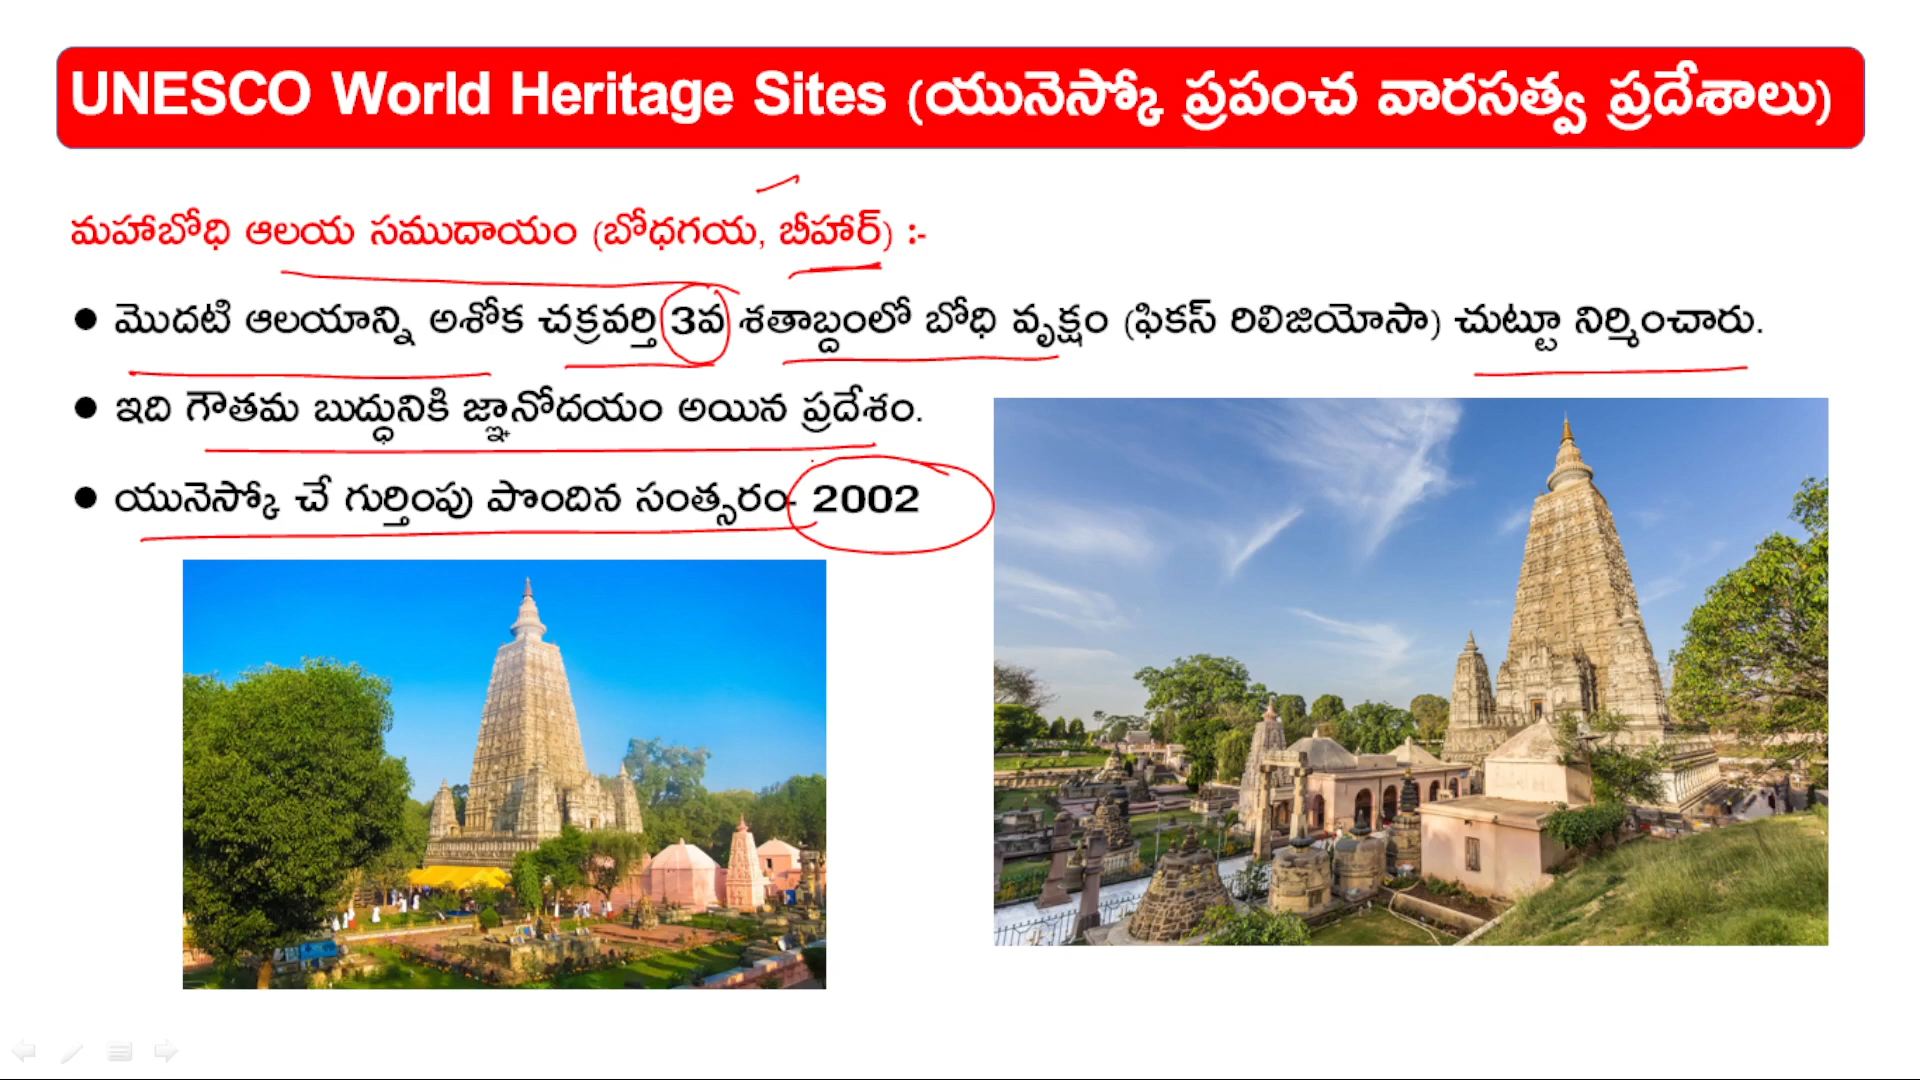 UNESCO World Heritage Sites (యునెస్కో ప్రపంచ వారసత్వ ప్రదేశాలు)
మహాబోధి ఆలయ సముదాయం (బోధగయ, బీహార్) :-
● మొదటి ఆలయాన్ని అశోక చక్రవర్తి 3వ శతాబ్దంలో బోధి వృక్షం (ఫికస్ రిలిజియోసా) చుట్టూ నిర్మించారు.
● ఇది గౌతమ బుద్ధునికి జ్ఞానోదయం అయిన ప్రదేశం.
● యునెస్కో చే గుర్తింపు పొందిన సంత్సరం- 2002